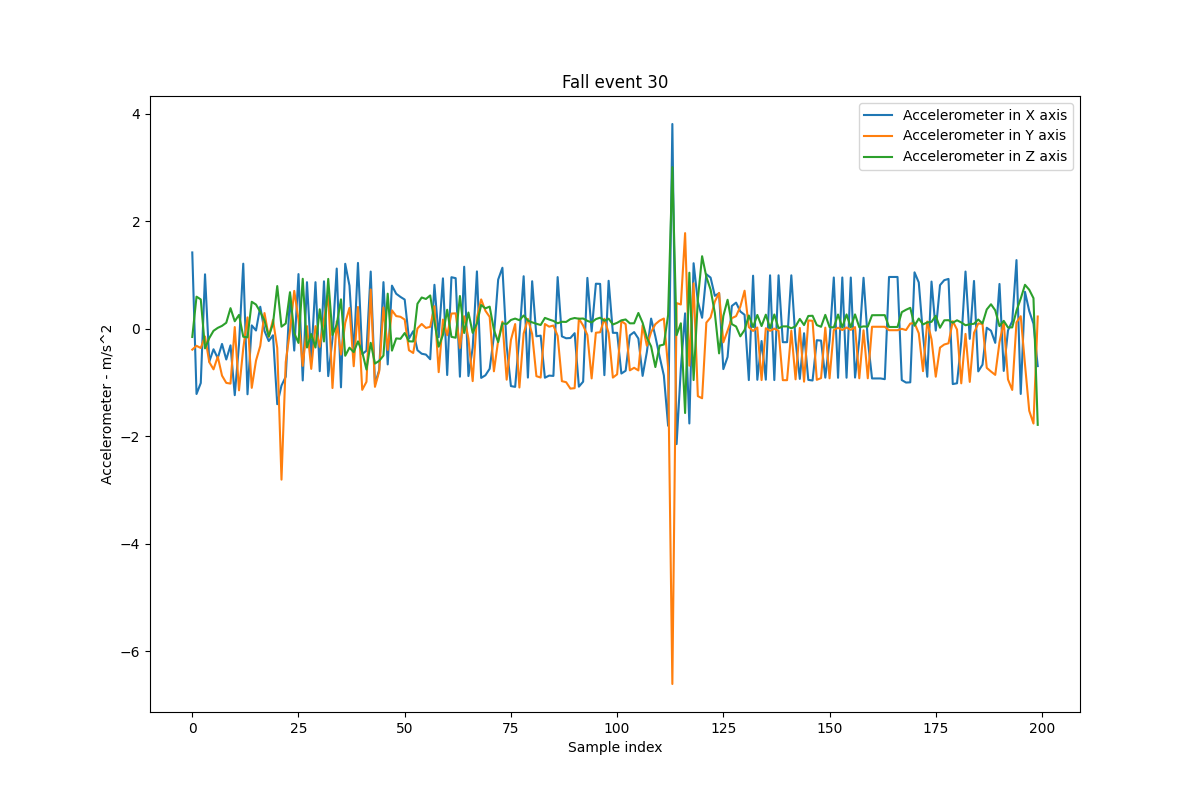 Fall event 30
Accelerometer in X axis
Accelerometer in Y axis
Accelerometer in Z axis
4
2
0
−2
−4
−6
Accelerometer - m/s^2
0 25 50 75 100 125 150 175 200
Sample index